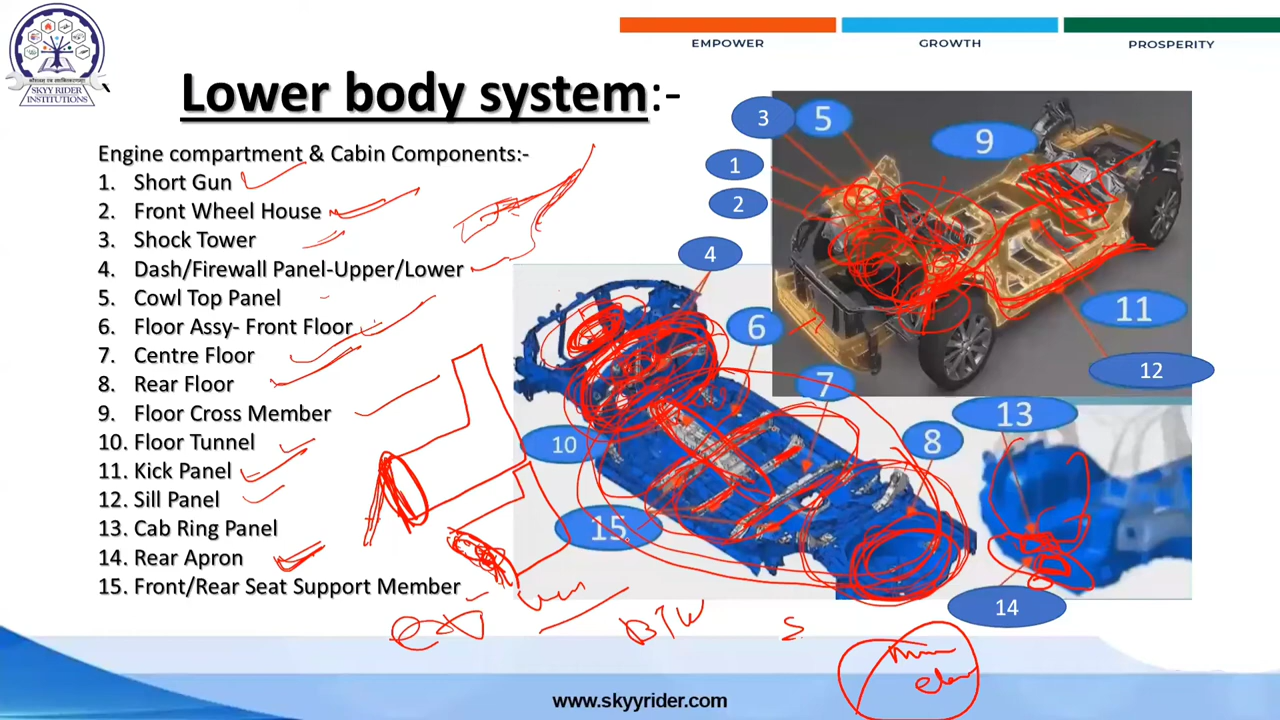 SKYY RIDER
INSTITUTIONS
EMPOWER
GROWTH
PROSPERITY
Lower body system:-
Engine compartment & Cabin Components:-
1. Short Gun
2. Front Wheel House
3. Shock Tower
4. Dash/Firewall Panel-Upper/Lower
5. Cowl Top Panel
6. Floor Assy- Front Floor
7. Centre Floor
8. Rear Floor
9. Floor Cross Member
10. Floor Tunnel
11. Kick Panel
12. Sill Panel
13. Cab Ring Panel
14. Rear Apron
15. Front/Rear Seat Support Member
3
5
9
1
2
4
6
11
12
7
13
10
8
15
14
BIW
S
www.skyyrider.com